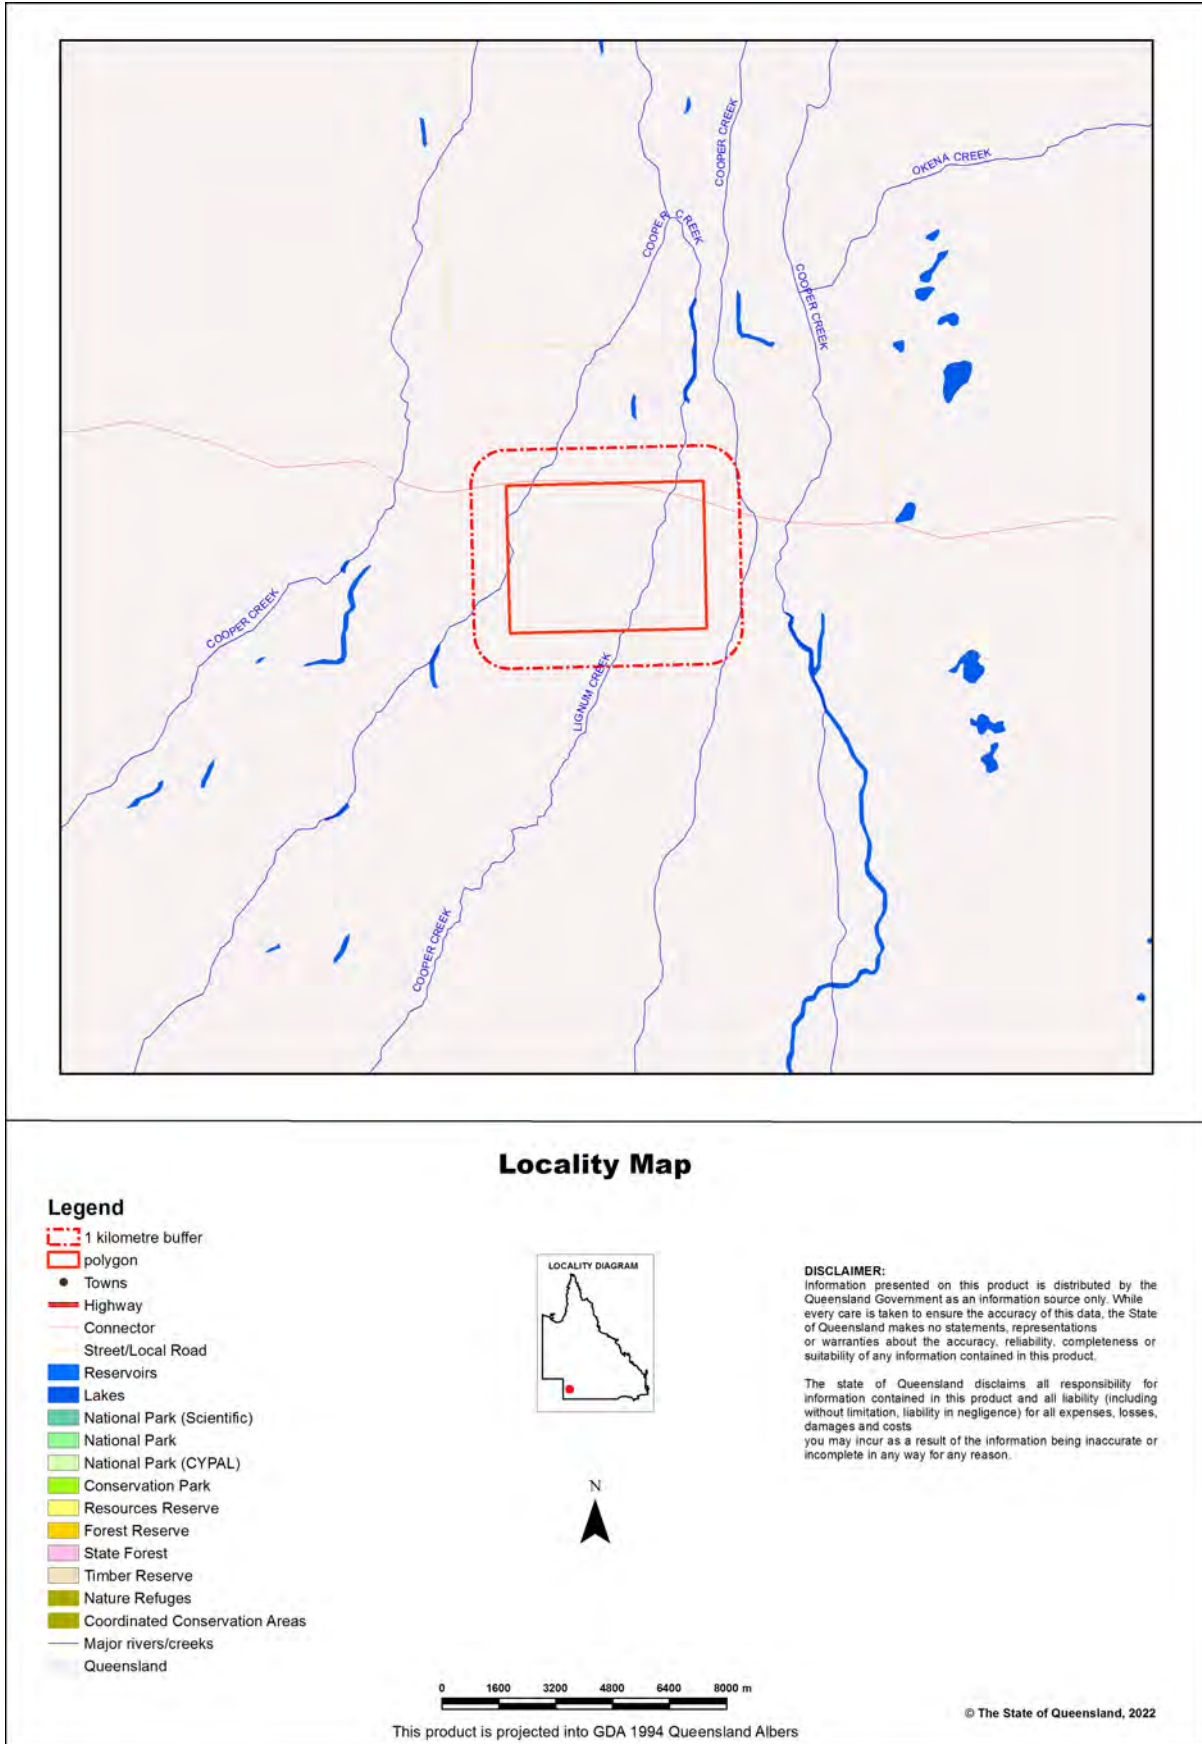 COOPER CREEK
OKENA CREEK
COOPER CREEK
COOPER CREEK
COOPER CREEK
LIGNUM CREEK
COOPER CREEK
Locality Map
Legend
1 kilometre buffer
polygon
Towns
Highway
Connector
Street/Local Road
Reservoirs
Lakes
National Park (Scientific)
National Park
National Park (CYPAL)
Conservation Park
Resources Reserve
Forest Reserve
State Forest
Timber Reserve
Nature Refuges
Coordinated Conservation Areas
Major rivers/creeks
Queensland
LOCALITY DIAGRAM
N
DISCLAIMER:
Information presented on this product is distributed by the
Queensland Government as an information source only. While
every care is taken to ensure the accuracy of this data, the State
of Queensland makes no statements, representations
or warranties about the accuracy, reliability, completeness or
suitability of any information contained in this product.
The state of Queensland disclaims all responsibility for
information contained in this product and all liability (including
without limitation, liability in negligence) for all expenses, losses,
damages and costs
you may incur as a result of the information being inaccurate or
incomplete in any way for any reason.
0 1600 3200 4800 6400 8000 m
This product is projected into GDA 1994 Queensland Albers
© The State of Queensland, 2022